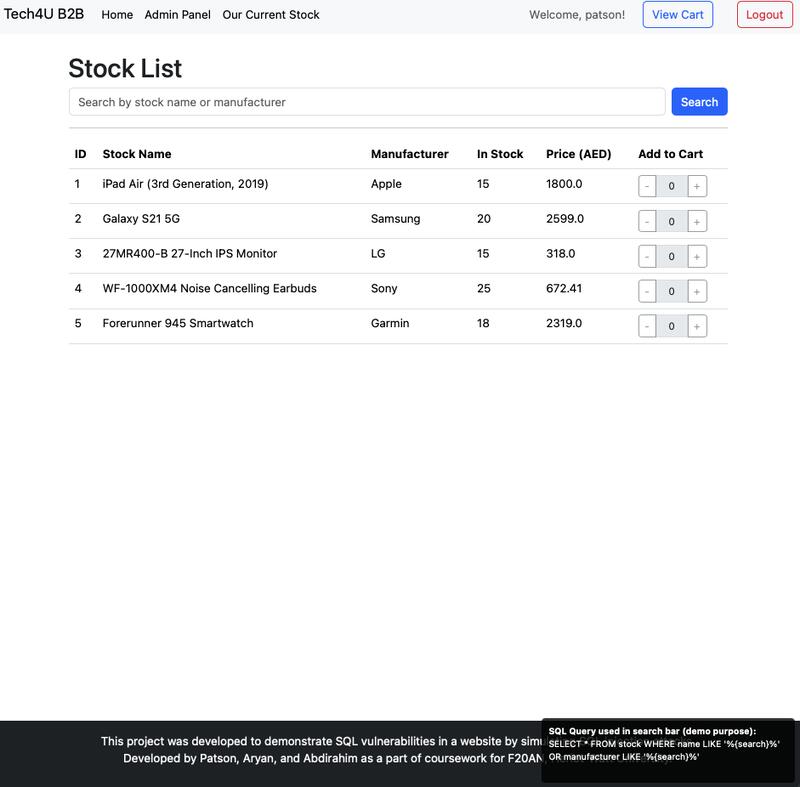 Tech4U B2B Home Admin Panel Our Current Stock Welcome, patson! View Cart Logout
Stock List
Search by stock name or manufacturer Search
ID Stock Name Manufacturer In Stock Price (AED) Add to Cart
1 iPad Air (3rd Generation, 2019) Apple 15 1800.0 - 0 +
2 Galaxy S21 5G Samsung 20 2599.0 - 0 +
3 27MR400-B 27-Inch IPS Monitor LG 15 318.0 - 0 +
4 WF-1000XM4 Noise Cancelling Earbuds Sony 25 672.41 - 0 +
5 Forerunner 945 Smartwatch Garmin 18 2319.0 - 0 +
This project was developed to demonstrate SQL vulnerabilities in a website by
Developed by Patson, Aryan, and Abdirahim as a part of coursework for F20AN,
SQL Query used in search bar (demo purpose):
SELECT * FROM stock WHERE name LIKE '%{search}%'
OR manufacturer LIKE '%{search}%'